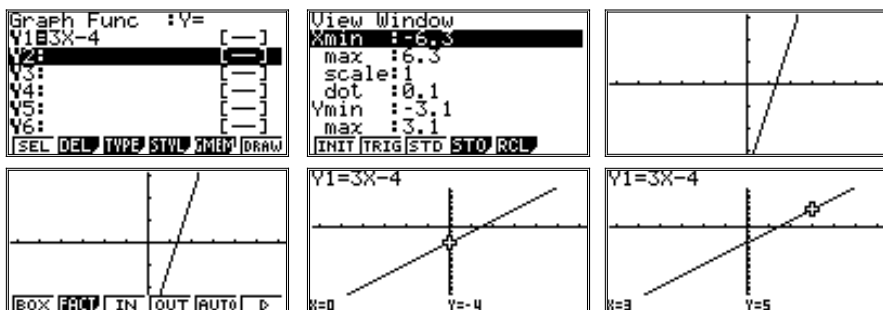 Graph Func :Y=
Y1=3X-4 [—]
Y2: [—]
Y3: [—]
Y4: [—]
Y5: [—]
Y6: [—]
SEL DEL TYPE STYL GMEM DRAW
View Window
Xmin :-6.3
max :6.3
scale:1
dot :0.1
Ymin :-3.1
max :3.1
INIT TRIG STD STO RCL
BOX FACT IN OUT AUTO ▷
Y1=3X-4
X=0 Y=-4
Y1=3X-4
X=3 Y=5